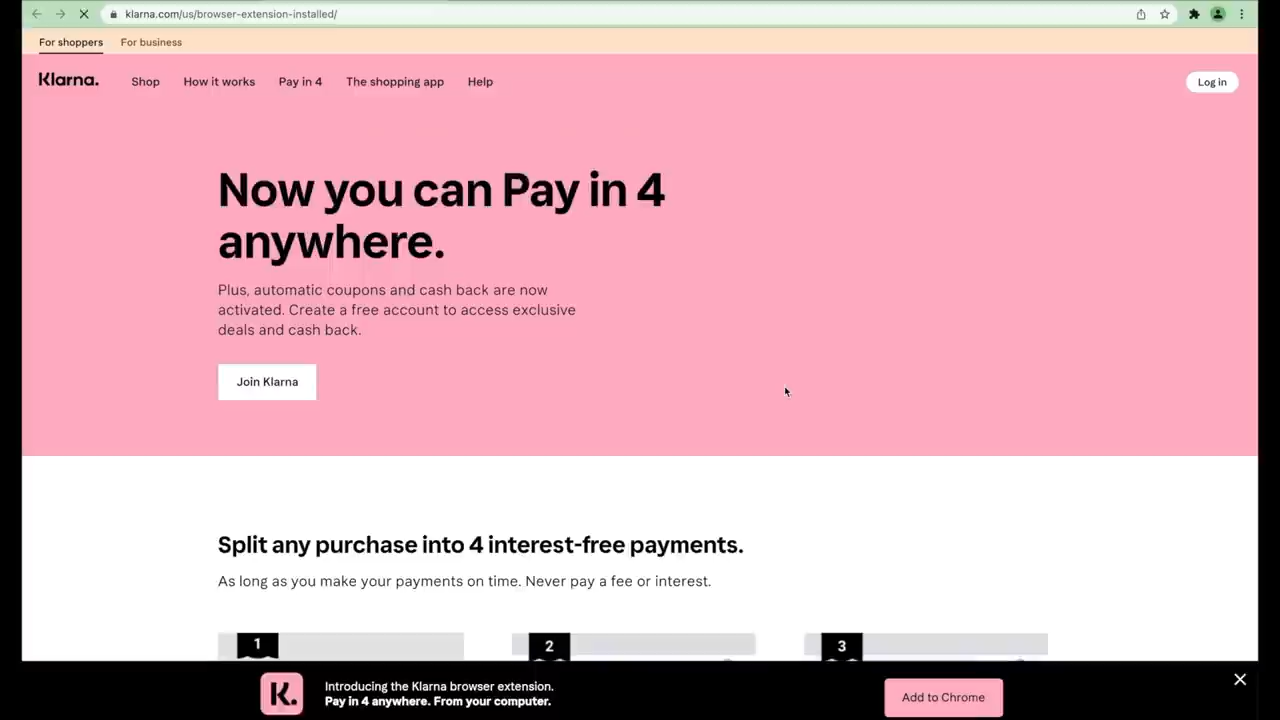 klarna.com/us/browser-extension-installed/
For shoppers For business
Klarna. Shop How it works Pay in 4 The shopping app Help Log in
Now you can Pay in 4
anywhere.
Plus, automatic coupons and cash back are now
activated. Create a free account to access exclusive
deals and cash back.
Join Klarna
Split any purchase into 4 interest-free payments.
As long as you make your payments on time. Never pay a fee or interest.
1 2 3
K. Introducing the Klarna browser extension.
Pay in 4 anywhere. From your computer.
Add to Chrome